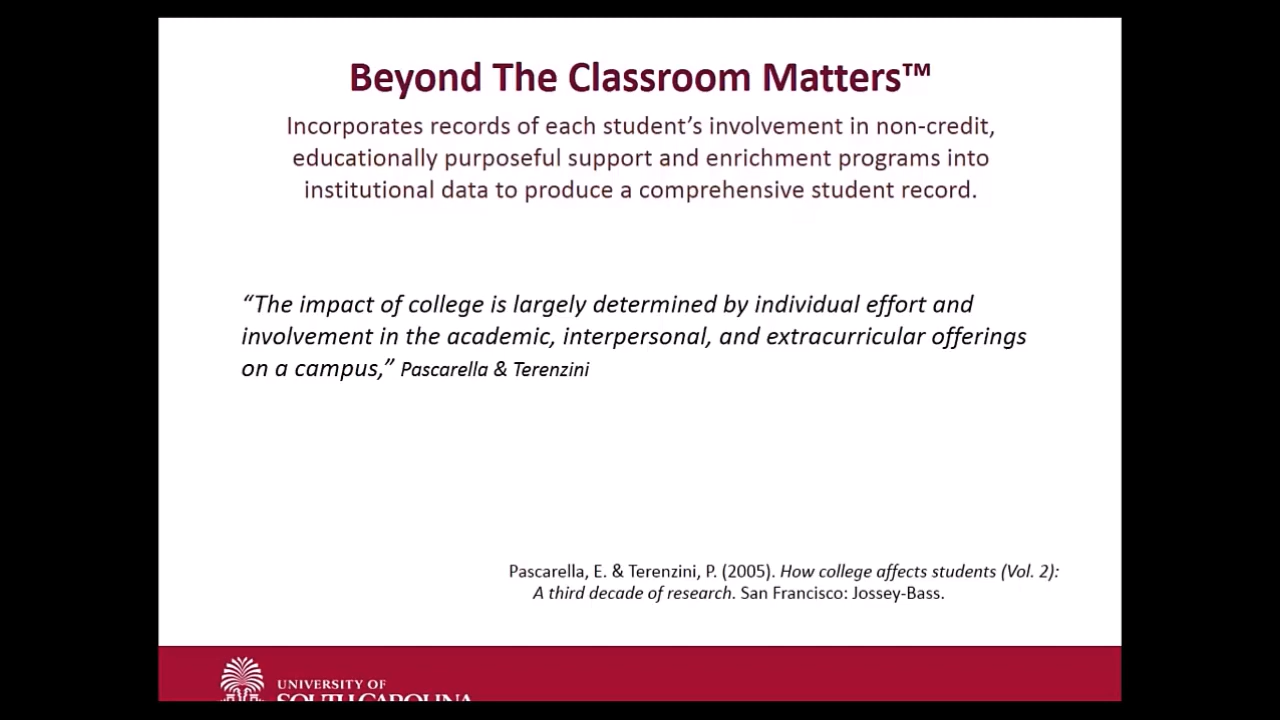 Beyond The Classroom Matters™
Incorporates records of each student’s involvement in non-credit,
educationally purposeful support and enrichment programs into
institutional data to produce a comprehensive student record.
“The impact of college is largely determined by individual effort and
involvement in the academic, interpersonal, and extracurricular offerings
on a campus,” Pascarella & Terenzini
Pascarella, E. & Terenzini, P. (2005). How college affects students (Vol. 2):
A third decade of research. San Francisco: Jossey-Bass.
UNIVERSITY OF
SOUTH CAROLINA